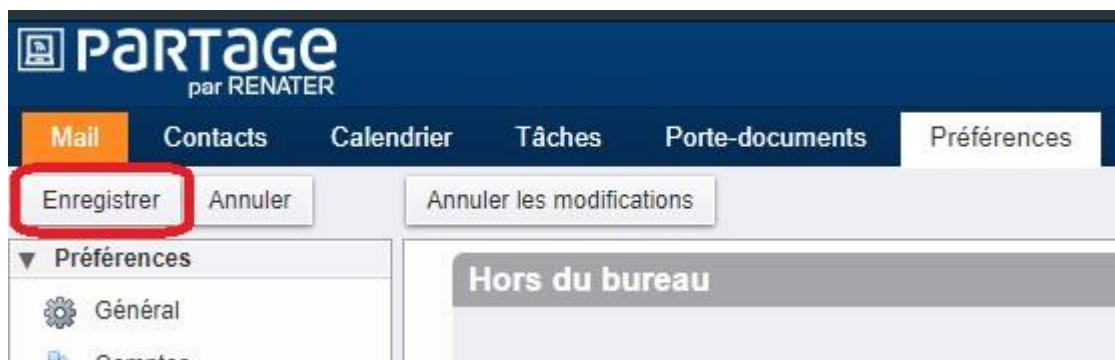 PARTAGE
par RENATER
Mail Contacts Calendrier Tâches Porte-documents Préférences
Enregistrer Annuler Annuler les modifications
Préférences
Hors du bureau
Général
Comptes